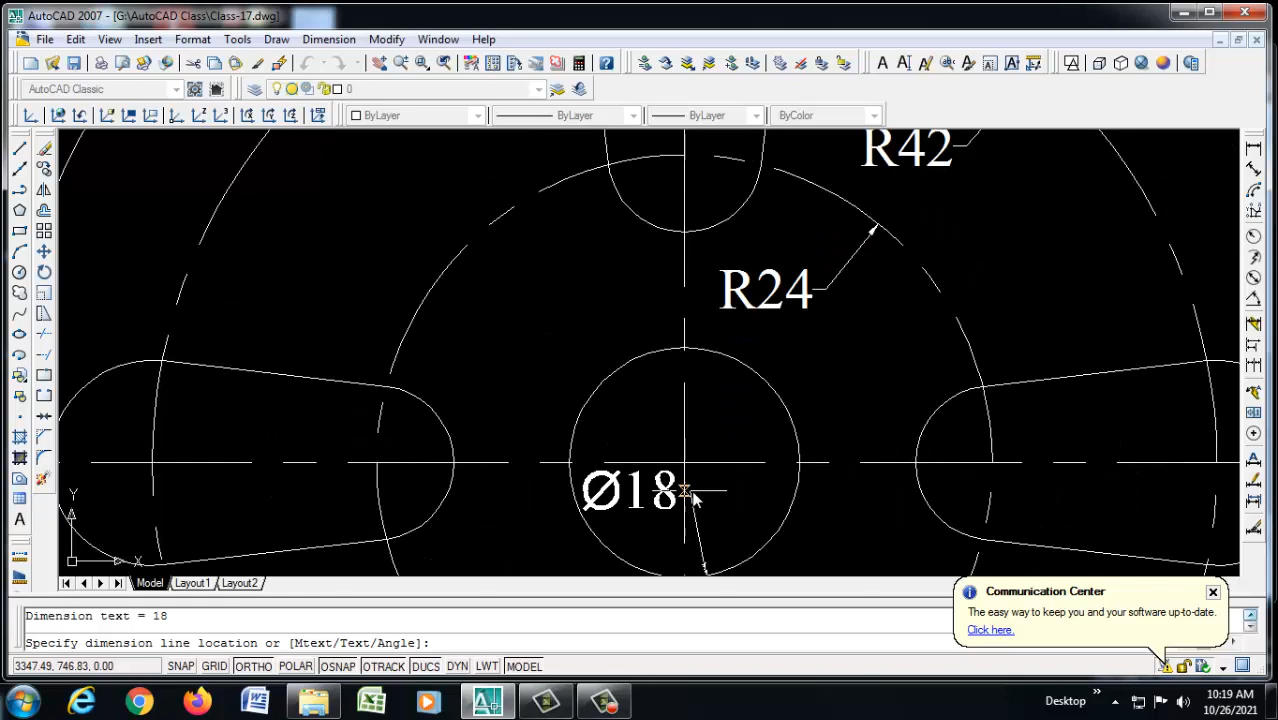 AutoCAD 2007 - [G:\AutoCAD Class\Class-17.dwg]
File Edit View Insert Format Tools Draw Dimension Modify Window Help
AutoCAD Classic 0
ByLayer ByLayer ByLayer ByColor
R42
R24
Ø18
Y
X
Model Layout1 Layout2
Dimension text = 18
Specify dimension line location or [Mtext/Text/Angle]:
Communication Center
The easy way to keep you and your software up-to-date.
Click here.
3347.49, 746.83, 0.00 SNAP GRID ORTHO POLAR OSNAP OTRACK DUCS DYN LWT MODEL
Desktop
10:19 AM
10/26/2021